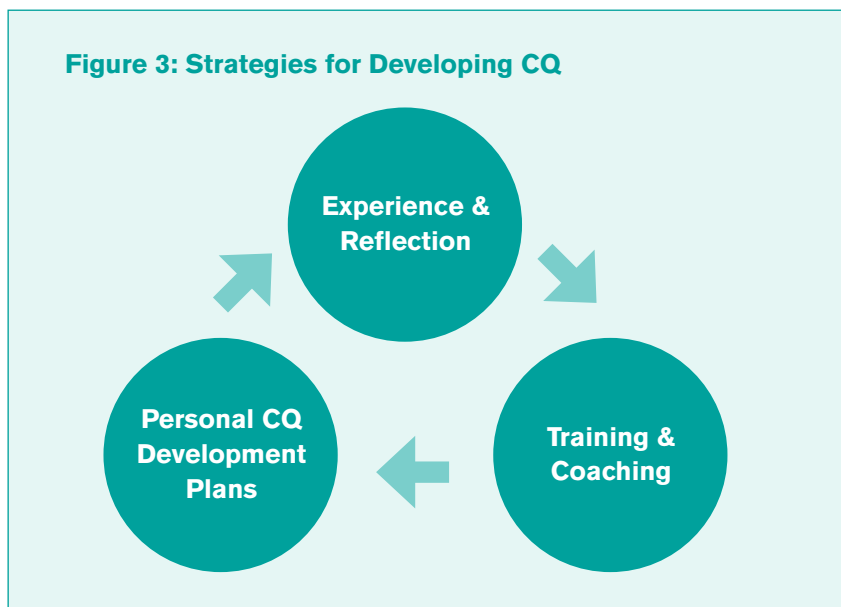 Figure 3: Strategies for Developing CQ
Experience &
Reflection
Training &
Coaching
Personal CQ
Development
Plans